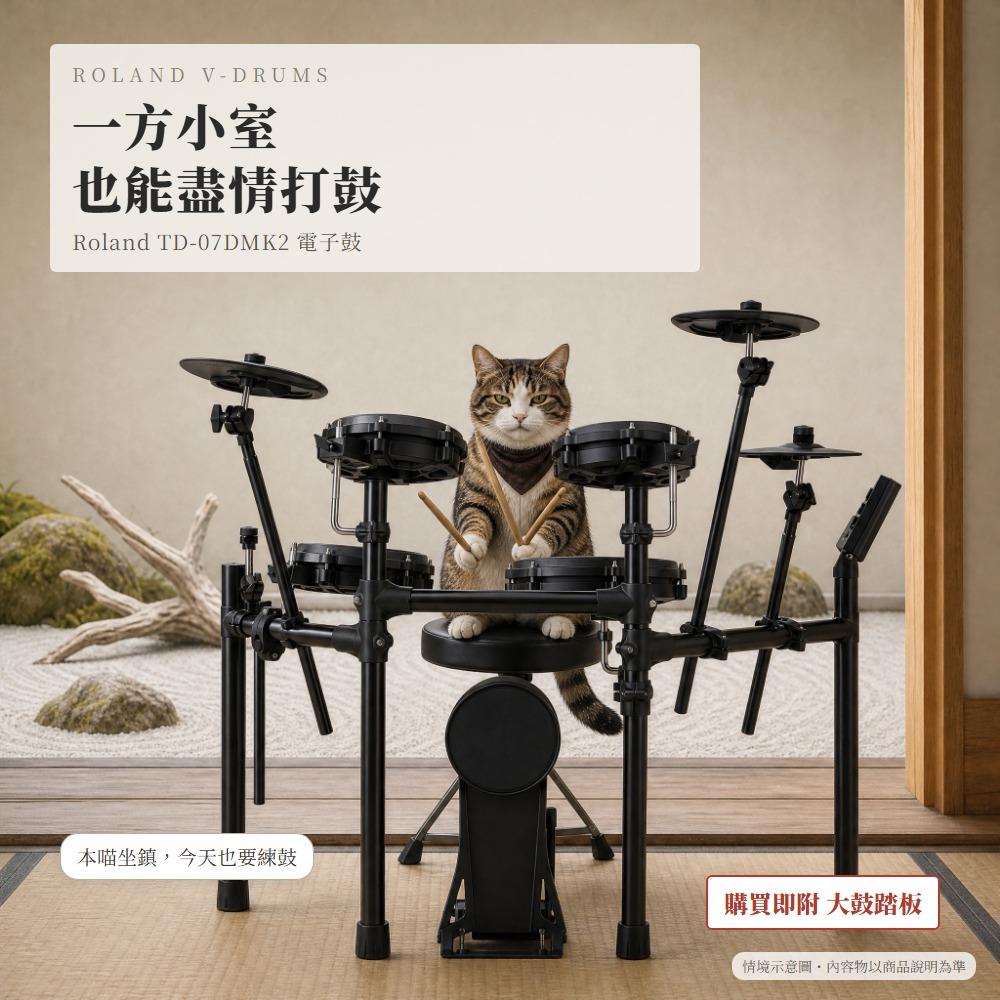 ROLAND V-DRUMS
一方小室
也能盡情打鼓
Roland TD-07DMK2 電子鼓
本喵坐鎮，今天也要練鼓
購買即附 大鼓踏板
情境示意圖・內容物以商品說明為準